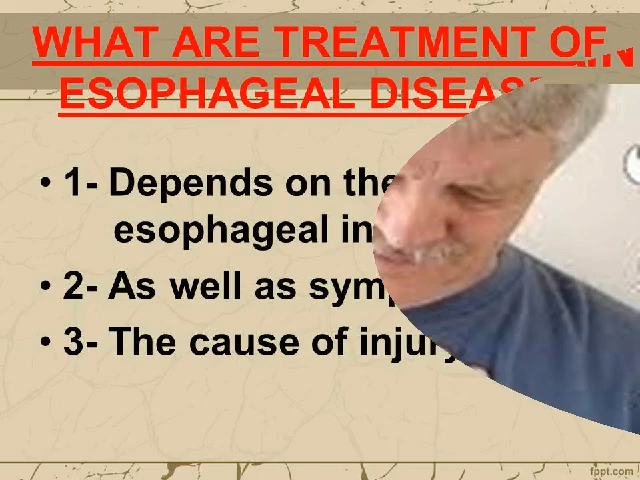 WHAT ARE TREATMENT OF
ESOPHAGEAL
• 1- Depends on the
esophageal
• 2- As well as
• 3- The cause of injury
fppt.com